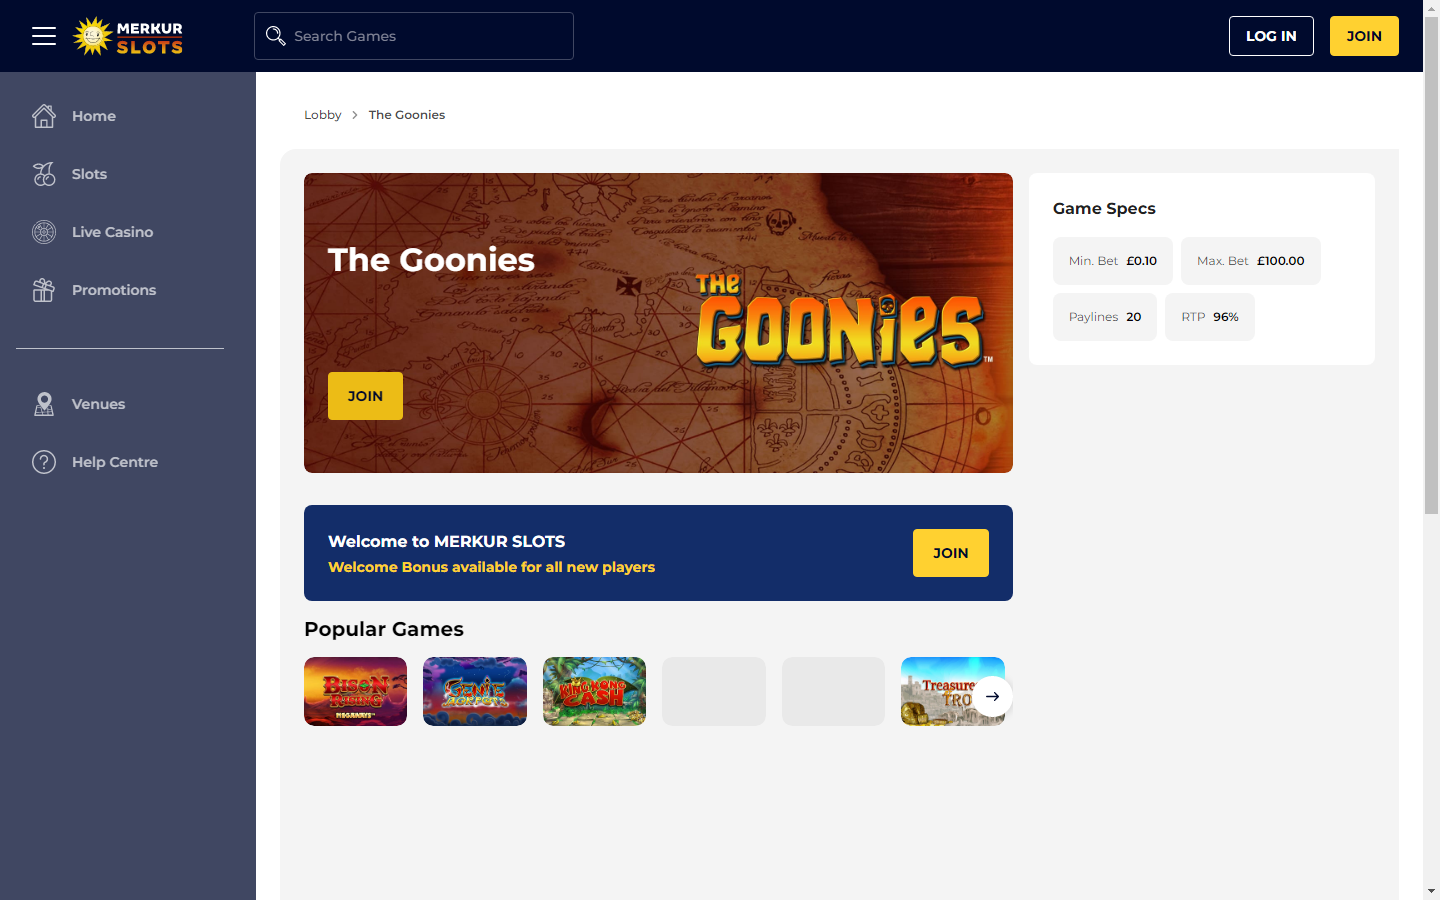 MERKUR
SLOTS
Search Games
LOG IN
JOIN
Home
Slots
Live Casino
Promotions
Venues
Help Centre
Lobby
The Goonies
The Goonies
THE
GOONIES
TM
JOIN
Game Specs
Min. Bet £0.10
Max. Bet £100.00
Paylines 20
RTP 96%
Welcome to MERKUR SLOTS
Welcome Bonus available for all new players
JOIN
Popular Games
BISON
RISING
MEGAWAYS™
GENIE
JACKPOTS
KING KONG
CASH
Treasure
TRO